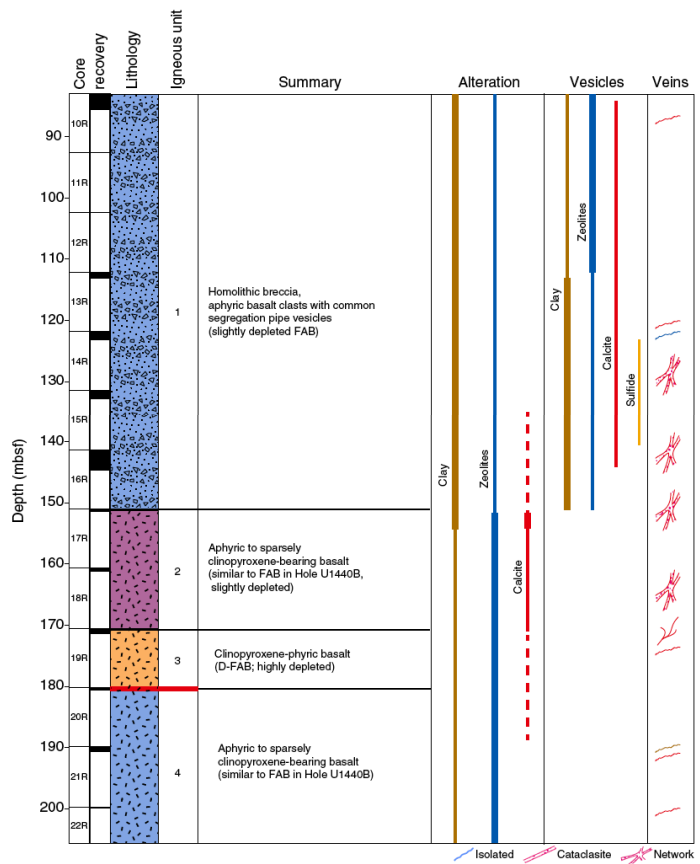 Core
recovery
Lithology
Igneous unit
Summary
Alteration
Vesicles
Veins
Depth (mbsf)
90
100
110
120
130
140
150
160
170
180
190
200
10R
11R
12R
13R
14R
15R
16R
17R
18R
19R
20R
21R
22R
1
Homolithic breccia,
aphyric basalt clasts with common
segregation pipe vesicles
(slightly depleted FAB)
2
Aphyric to sparsely
clinopyroxene-bearing basalt
(similar to FAB in Hole U1440B,
slightly depleted)
3
Clinopyroxene-phyric basalt
(D-FAB; highly depleted)
4
Aphyric to sparsely
clinopyroxene-bearing basalt
(similar to FAB in Hole U1440B)
Clay
Zeolites
Calcite
Clay
Zeolites
Calcite
Sulfide
Isolated
Cataclasite
Network